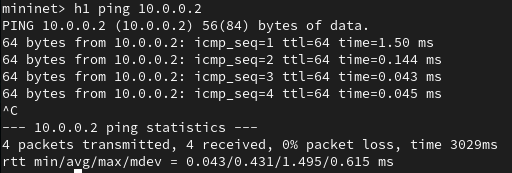 mininet> h1 ping 10.0.0.2
PING 10.0.0.2 (10.0.0.2) 56(84) bytes of data.
64 bytes from 10.0.0.2: icmp_seq=1 ttl=64 time=1.50 ms
64 bytes from 10.0.0.2: icmp_seq=2 ttl=64 time=0.144 ms
64 bytes from 10.0.0.2: icmp_seq=3 ttl=64 time=0.043 ms
64 bytes from 10.0.0.2: icmp_seq=4 ttl=64 time=0.045 ms
^C
--- 10.0.0.2 ping statistics ---
4 packets transmitted, 4 received, 0% packet loss, time 3029ms
rtt min/avg/max/mdev = 0.043/0.431/1.495/0.615 ms